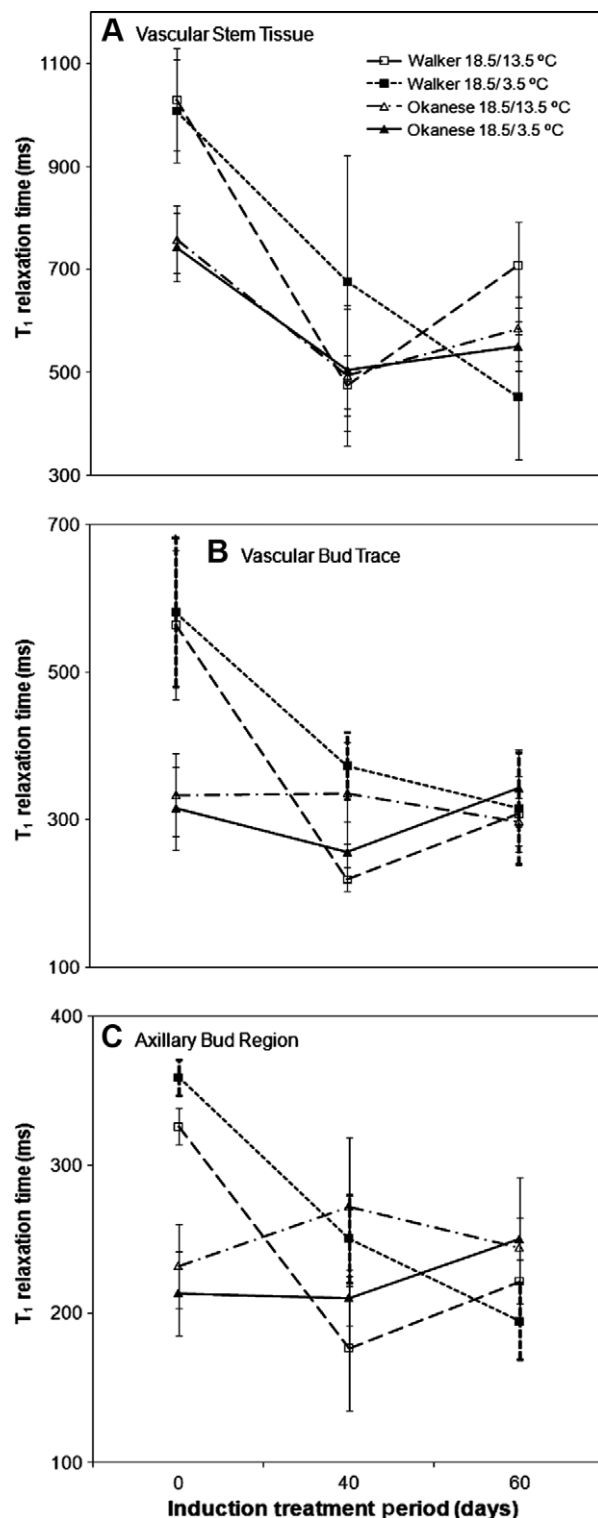 A Vascular Stem Tissue
Walker 18.5/13.5 ºC
Walker 18.5/3.5 ºC
Okanese 18.5/13.5 ºC
Okanese 18.5/3.5 ºC
1100
900
700
500
300
T₁ relaxation time (ms)
B Vascular Bud Trace
700
500
300
100
T₁ relaxation time (ms)
C Axillary Bud Region
400
300
200
100
T₁ relaxation time (ms)
0 40 60
Induction treatment period (days)